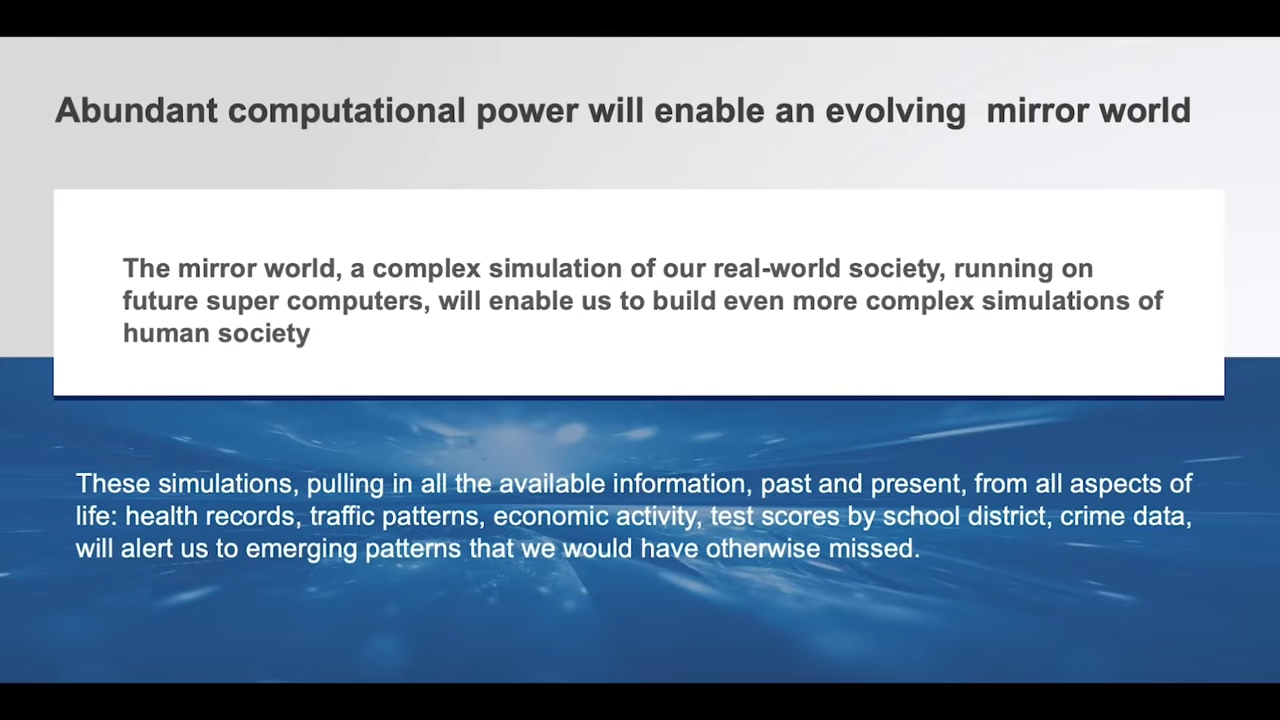 Abundant computational power will enable an evolving  mirror world
The mirror world, a complex simulation of our real-world society, running on
future super computers, will enable us to build even more complex simulations of
human society
These simulations, pulling in all the available information, past and present, from all aspects of
life: health records, traffic patterns, economic activity, test scores by school district, crime data,
will alert us to emerging patterns that we would have otherwise missed.